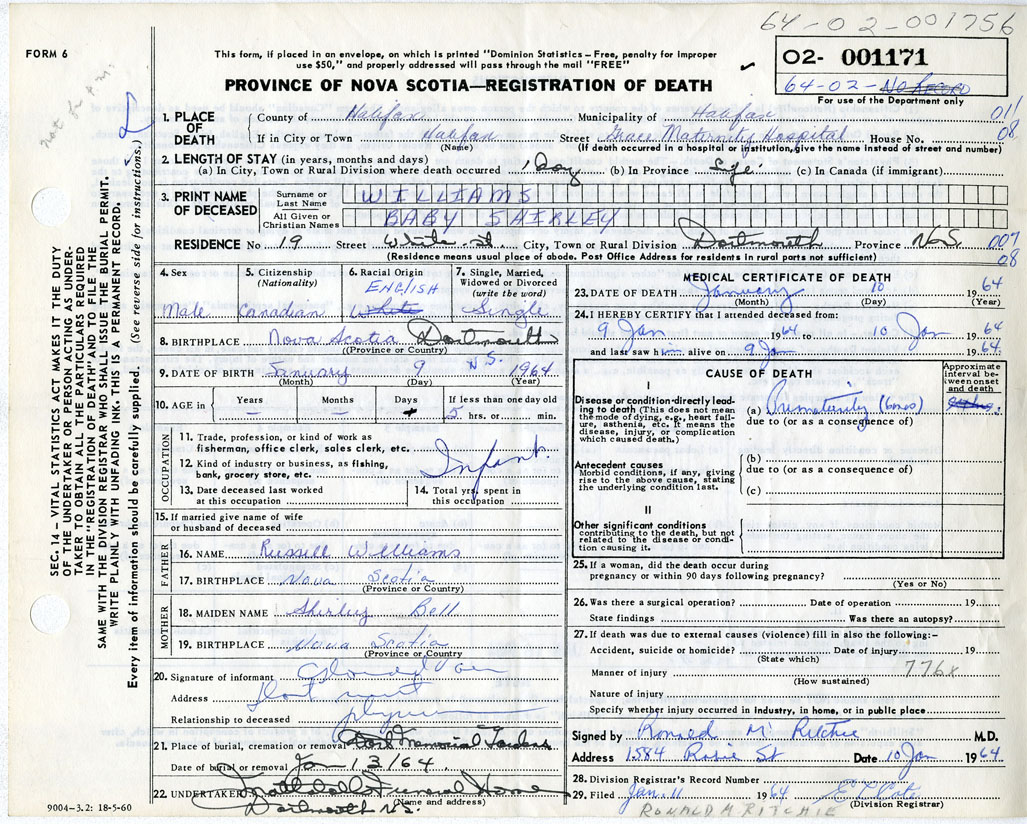 64-02-001756
FORM 6
This form, if placed in an envelope, on which is printed "Dominion Statistics – Free, penalty for improper
use $50," and properly addressed will pass through the mail "FREE"
02- 001171
64-02- No Record
For use of the Department only
PROVINCE OF NOVA SCOTIA—REGISTRATION OF DEATH
1. PLACE OF DEATH
County of Halifax Municipality of Halifax 011
If in City or Town Halifax Street Grace Maternity Hospital House No. 08
(Name) (If death occurred in a hospital or institution, give the name instead of street and number)
2. LENGTH OF STAY (in years, months and days)
(a) In City, Town or Rural Division where death occurred 1 day (b) In Province Life. (c) In Canada (if immigrant)
3. PRINT NAME OF DECEASED
Surname or Last Name WILLIAMS
All Given or Christian Names BABY SHIRLEY
RESIDENCE No 19 Street White St. City, Town or Rural Division Dartmouth Province N.S. 007
(Residence means usual place of abode. Post Office Address for residents in rural parts not sufficient) 08
4. Sex
Male
5. Citizenship (Nationality)
Canadian
6. Racial Origin
ENGLISH
White
7. Single, Married, Widowed or Divorced (write the word)
Single
8. BIRTHPLACE Nova Scotia Dartmouth
(Province or Country) N.S.
9. DATE OF BIRTH January 9 1964
(Month) (Day) (Year)
10. AGE in
Years Months Days If less than one day old
– – 5 hrs. or min.
OCCUPATION
11. Trade, profession, or kind of work as
fisherman, office clerk, sales clerk, etc.
Infant.
12. Kind of industry or business, as fishing,
bank, grocery store, etc.
13. Date deceased last worked
at this occupation
14. Total yrs. spent in
this occupation
15. If married give name of wife
or husband of deceased
FATHER
16. NAME Russell Williams
17. BIRTHPLACE Nova Scotia
(Province or Country)
MOTHER
18. MAIDEN NAME Shirley Bell
19. BIRTHPLACE Nova Scotia
(Province or Country
20. Signature of informant
Address
Relationship to deceased
21. Place of burial, cremation or removal Dart Memorial Gardens
Date of burial or removal Jan 13/64.
22. UNDERTAKER Funeral Home
(Name and address)
Dartmouth N.S.
MEDICAL CERTIFICATE OF DEATH
23. DATE OF DEATH January 10 1964
(Month) (Day) (Year)
24. I HEREBY CERTIFY that I attended deceased from:
9 Jan 1964 to 10 Jan 1964
and last saw him alive on 9 Jan 1964.
CAUSE OF DEATH
Approximate interval between onset and death
I
Disease or condition directly leading to death (This does not
mean the mode of dying, e.g., heart failure, asthenia, etc. It means the
disease, injury, or complication
which caused death.)
(a) Prematurity
due to (or as a consequence of)
Antecedent causes
Morbid conditions, if any, giving
rise to the above cause, stating
the underlying condition last.
(b)
due to (or as a consequence of)
(c)
II
Other significant conditions
contributing to the death, but not
related to the disease or condition causing it.
25. If a woman, did the death occur during
pregnancy or within 90 days following pregnancy?
(Yes or No)
26. Was there a surgical operation? Date of operation 19
State findings Was there an autopsy?
27. If death was due to external causes (violence) fill in also the following:–
Accident, suicide or homicide? Date of injury 19
(State which)
Manner of injury 776x
(How sustained)
Nature of injury
Specify whether injury occurred in industry, in home, or in public place
Signed by Ronald M Ritchie M.D.
Address 1584 Robie St Date 10 Jan 1964
28. Division Registrar's Record Number
29. Filed Jan. 11 1964
(Division Registrar)
RONALD M RITCHIE
9004–3.2: 18-5-60
SEC. 14 – VITAL STATISTICS ACT MAKES IT THE DUTY
OF THE UNDERTAKER OR PERSON ACTING AS UNDER-
TAKER TO OBTAIN ALL THE PARTICULARS REQUIRED
IN THE "REGISTRATION OF DEATH" AND TO FILE THE
SAME WITH THE DIVISION REGISTRAR WHO SHALL ISSUE THE BURIAL PERMIT.
WRITE PLAINLY WITH UNFADING INK. THIS IS A PERMANENT RECORD.
Every item of information should be carefully supplied. (See reverse side for instructions.)